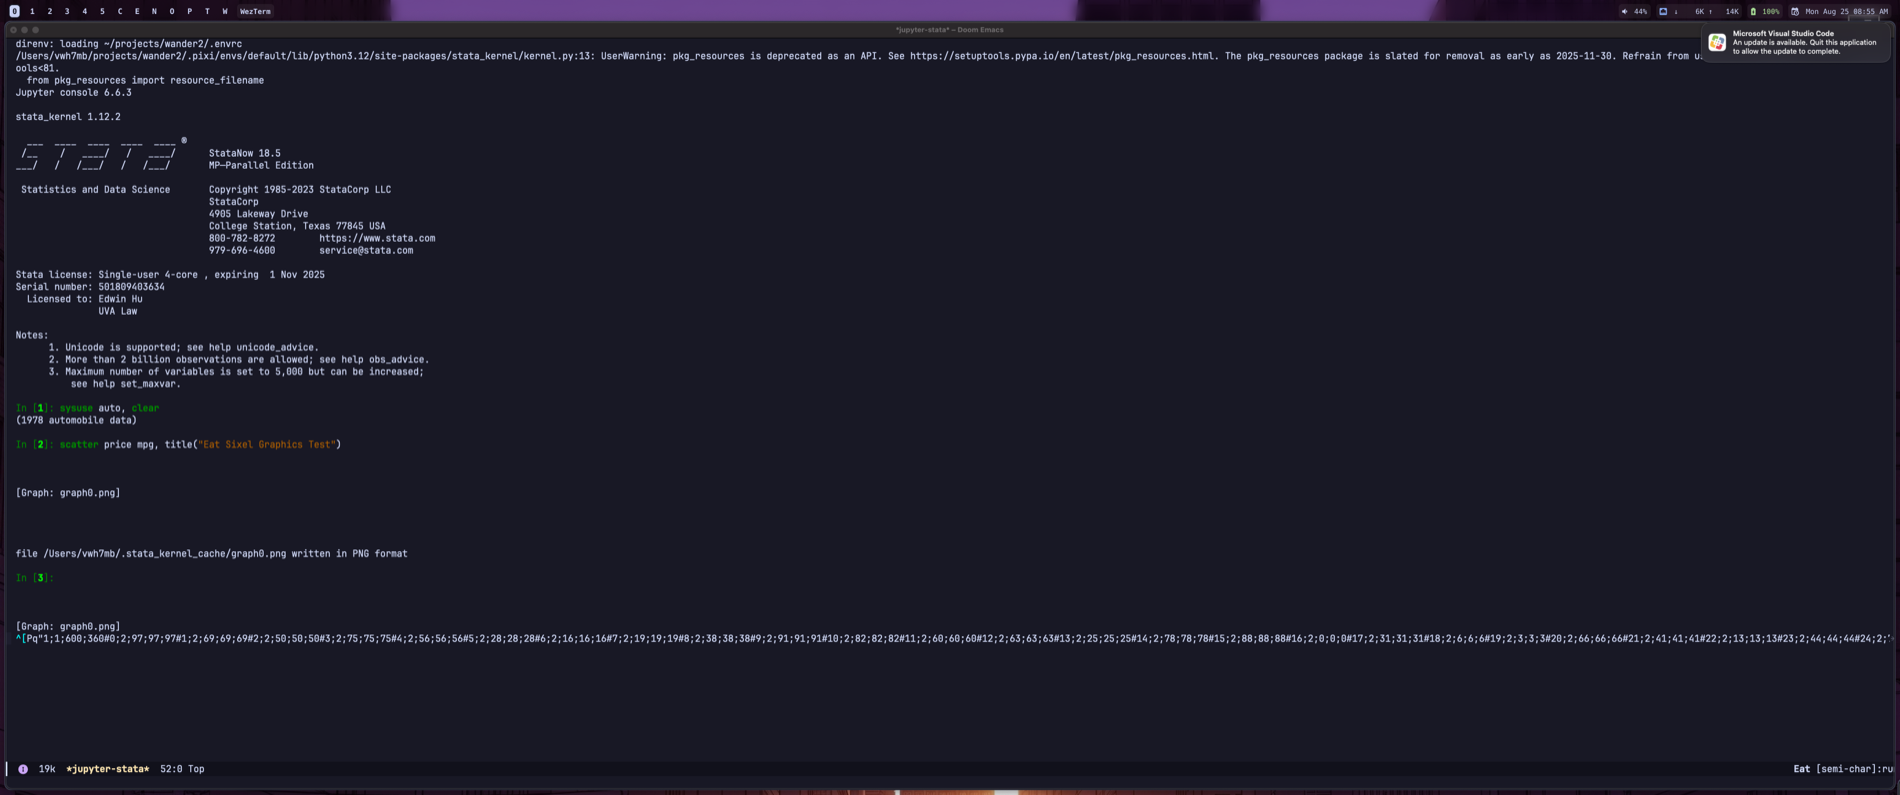 0 1 2 3 4 5 C E N O P T W WezTerm
44% ↓ 6K ↑ 14K 100% Mon Aug 25 08:55 AM
*jupyter-stata* – Doom Emacs
Microsoft Visual Studio Code
An update is available. Quit this application
to allow the update to complete.
direnv: loading ~/projects/wander2/.envrc
/Users/vwh7mb/projects/wander2/.pixi/envs/default/lib/python3.12/site-packages/stata_kernel/kernel.py:13: UserWarning: pkg_resources is deprecated as an API. See https://setuptools.pypa.io/en/latest/pkg_resources.html. The pkg_resources package is slated for removal as early as 2025-11-30. Refrain from u
ools<81.
from pkg_resources import resource_filename
Jupyter console 6.6.3
stata_kernel 1.12.2
___ ____ ____ ____ ____ ®
/__ / ____/ / ____/ StataNow 18.5
___/ / /___/ / /___/ MP—Parallel Edition
Statistics and Data Science Copyright 1985-2023 StataCorp LLC
StataCorp
4905 Lakeway Drive
College Station, Texas 77845 USA
800-782-8272 https://www.stata.com
979-696-4600 service@stata.com
Stata license: Single-user 4-core , expiring 1 Nov 2025
Serial number: 501809403634
Licensed to: Edwin Hu
UVA Law
Notes:
1. Unicode is supported; see help unicode_advice.
2. More than 2 billion observations are allowed; see help obs_advice.
3. Maximum number of variables is set to 5,000 but can be increased;
see help set_maxvar.
In [1]: sysuse auto, clear
(1978 automobile data)
In [2]: scatter price mpg, title("Eat Sixel Graphics Test")
[Graph: graph0.png]
file /Users/vwh7mb/.stata_kernel_cache/graph0.png written in PNG format
In [3]:
[Graph: graph0.png]
^[Pq"1;1;600;360#0;2;97;97;97#1;2;69;69;69#2;2;50;50;50#3;2;75;75;75#4;2;56;56;56#5;2;28;28;28#6;2;16;16;16#7;2;19;19;19#8;2;38;38;38#9;2;91;91;91#10;2;82;82;82#11;2;60;60;60#12;2;63;63;63#13;2;25;25;25#14;2;78;78;78#15;2;88;88;88#16;2;0;0;0#17;2;31;31;31#18;2;6;6;6#19;2;3;3;3#20;2;66;66;66#21;2;41;41;41#22;2;13;13;13#23;2;44;44;44#24;2;
19k *jupyter-stata* 52:0 Top Eat [semi-char]:ru